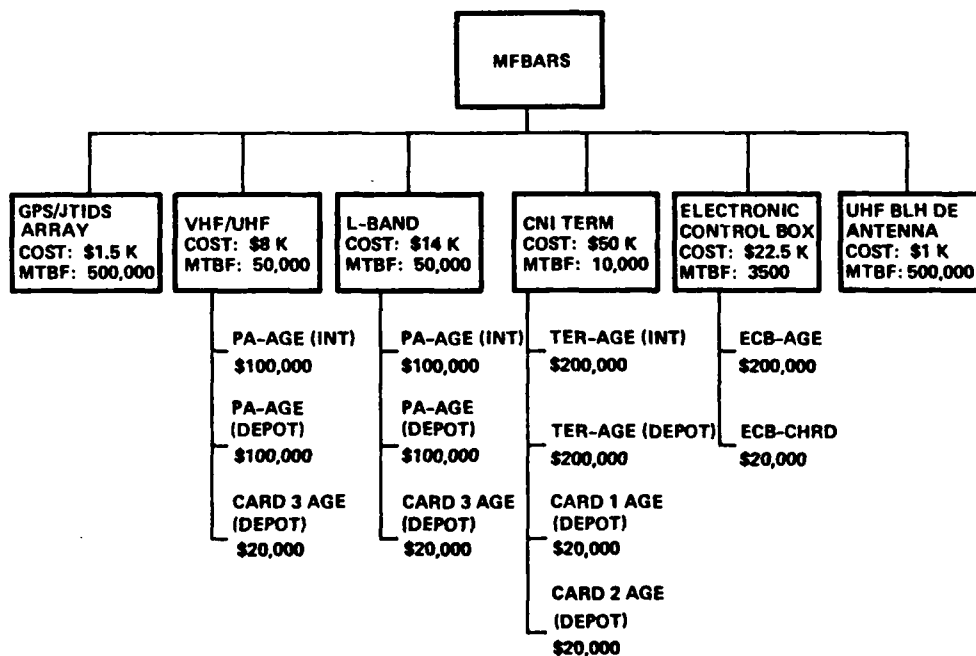 MFBARS
GPS/JTIDS
ARRAY
COST: $1.5 K
MTBF: 500,000
VHF/UHF
COST: $8 K
MTBF: 50,000
L-BAND
COST: $14 K
MTBF: 50,000
CNI TERM
COST: $50 K
MTBF: 10,000
ELECTRONIC
CONTROL BOX
COST: $22.5 K
MTBF: 3500
UHF BLH DE
ANTENNA
COST: $1 K
MTBF: 500,000
PA-AGE (INT)
$100,000
PA-AGE
(DEPOT)
$100,000
CARD 3 AGE
(DEPOT)
$20,000
PA-AGE (INT)
$100,000
PA-AGE
(DEPOT)
$100,000
CARD 3 AGE
(DEPOT)
$20,000
TER-AGE (INT)
$200,000
TER-AGE (DEPOT)
$200,000
CARD 1 AGE
(DEPOT)
$20,000
CARD 2 AGE
(DEPOT)
$20,000
ECB-AGE
$200,000
ECB-CHRD
$20,000